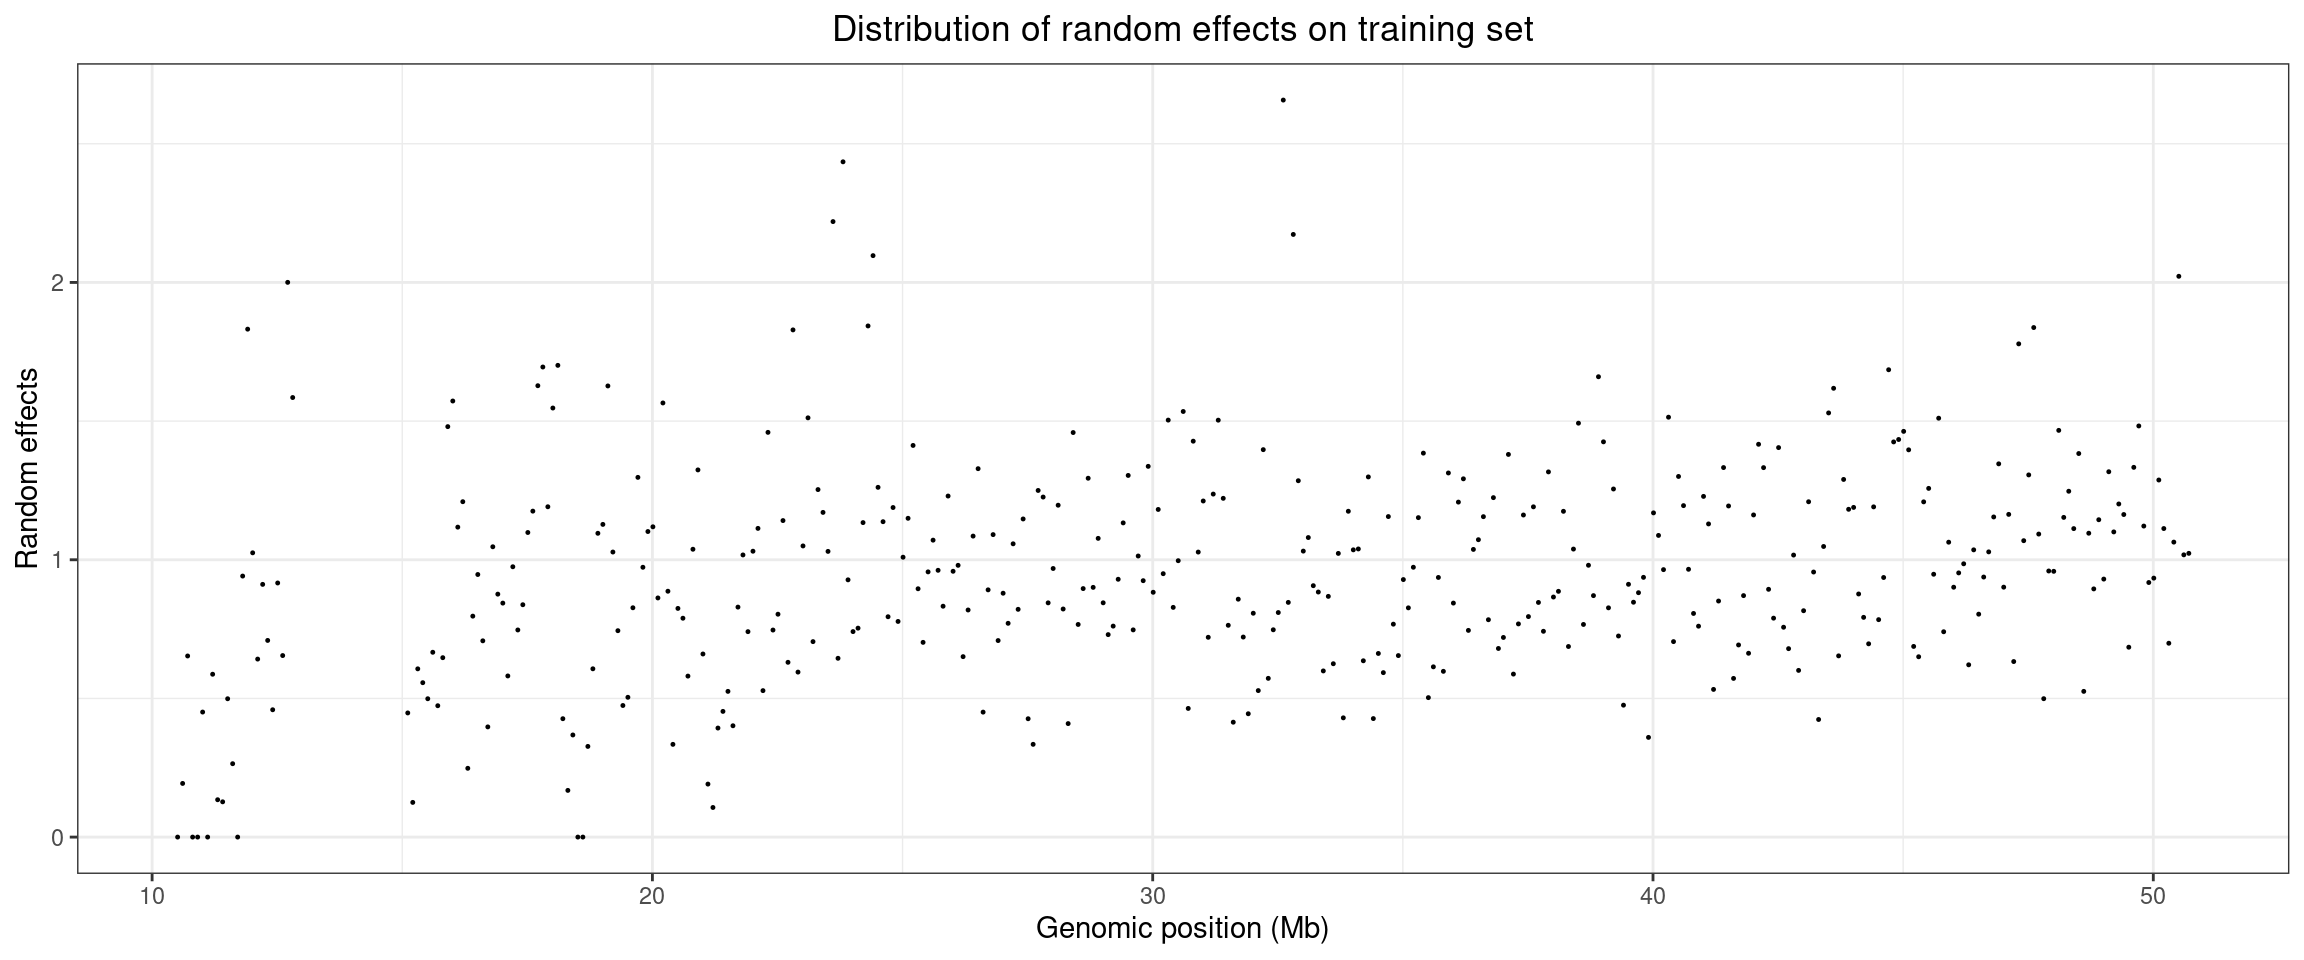 Distribution of random effects on training set
Random effects
2
1
0
10 20 30 40 50
Genomic position (Mb)